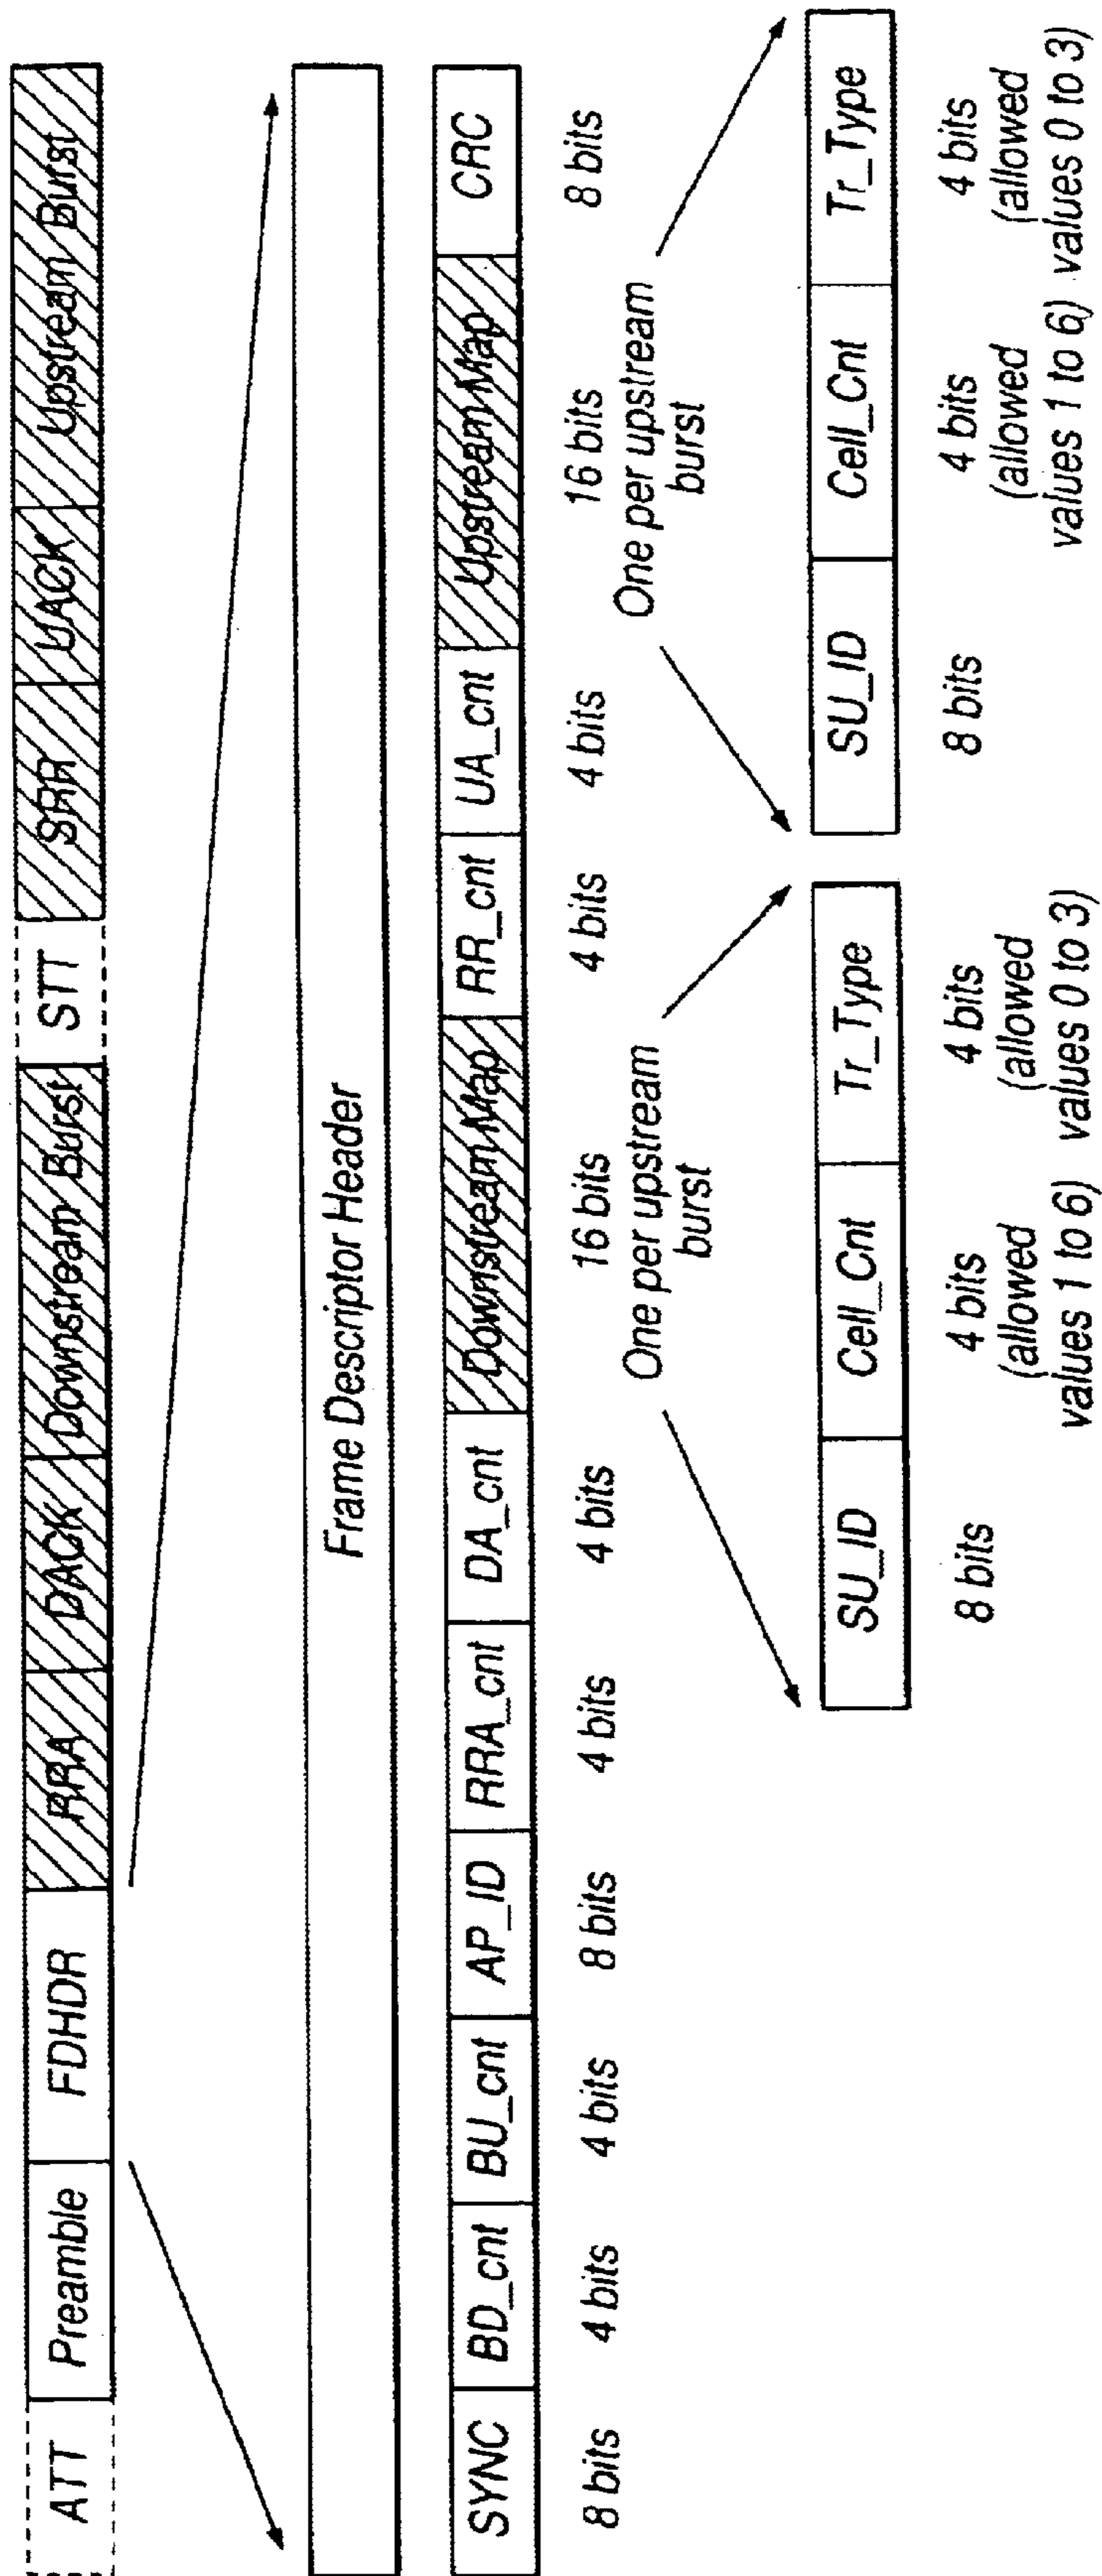 ATT Preamble FDHDR RRA DACK Downstream Burst STT SRR UACK Upstream Burst
Frame Descriptor Header
SYNC BD_cnt BU_cnt AP_ID RRA_cnt DA_cnt Downstream Map RR_cnt UA_cnt Upstream Map CRC
8 bits 4 bits 4 bits 8 bits 4 bits 4 bits 16 bits 4 bits 4 bits 16 bits 8 bits
One per upstream
burst
One per upstream
burst
SU_ID Cell_Cnt Tr_Type
8 bits 4 bits 4 bits
(allowed (allowed
values 1 to 6) values 0 to 3)
SU_ID Cell_Cnt Tr_Type
8 bits 4 bits 4 bits
(allowed (allowed
values 1 to 6) values 0 to 3)